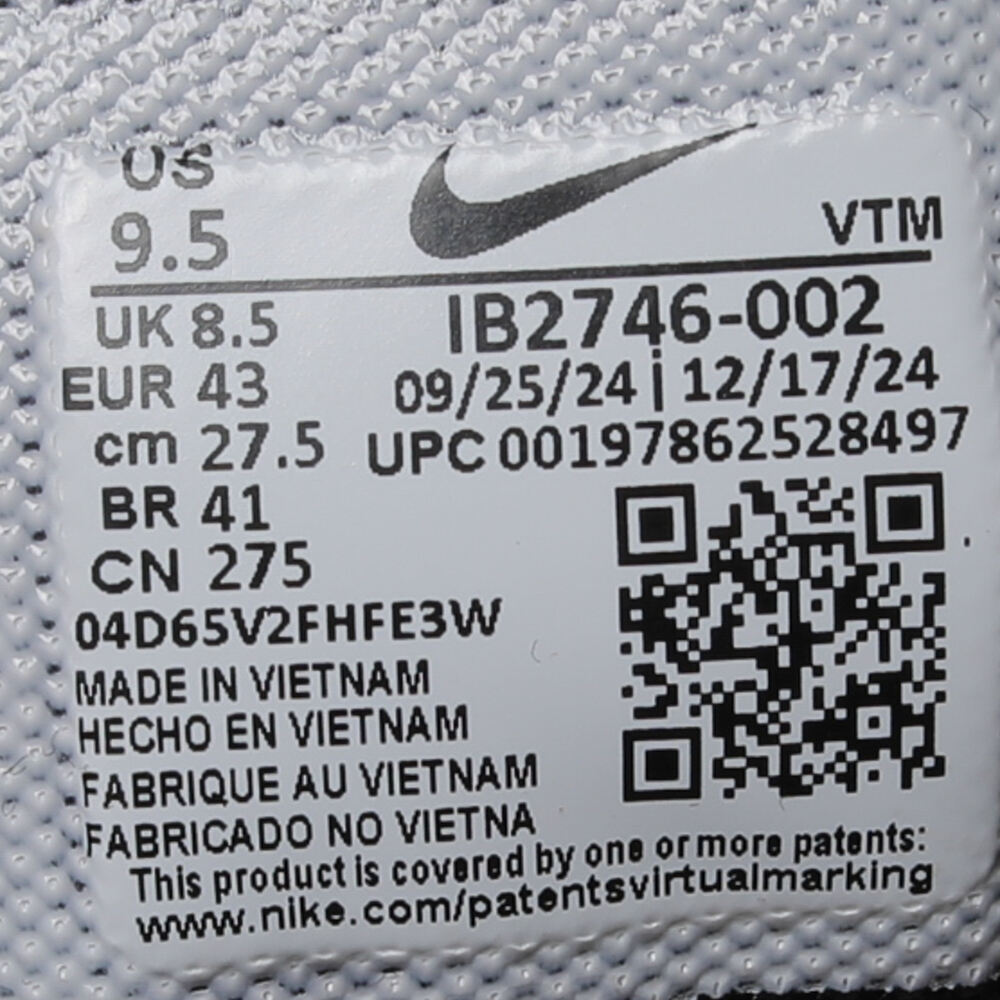 US
9.5
VTM
UK 8.5
IB2746-002
EUR 43
09/25/24 | 12/17/24
cm 27.5
UPC 00197862528497
BR 41
CN 275
04D65V2FHFE3W
MADE IN VIETNAM
HECHO EN VIETNAM
FABRIQUE AU VIETNAM
FABRICADO NO VIETNA
This product is covered by one or more patents:
www.nike.com/patentsvirtualmarking